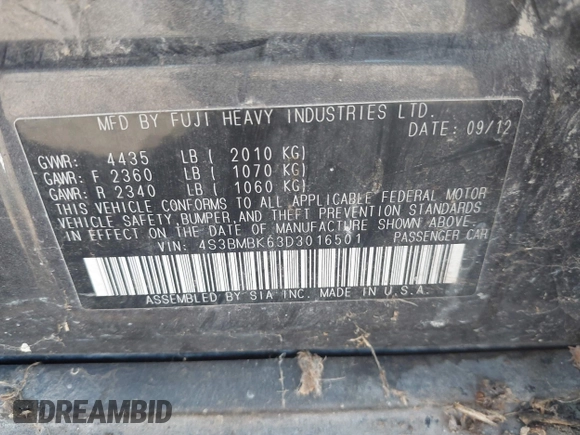 MFD BY FUJI HEAVY INDUSTRIES LTD.
DATE: 09/12
GVWR: 4435 LB ( 2010 KG)
GAWR: F 2360 LB ( 1070 KG)
GAWR: R 2340 LB ( 1060 KG)
THIS VEHICLE CONFORMS TO ALL APPLICABLE FEDERAL MOTOR
VEHICLE SAFETY,BUMPER,AND THEFT PREVENTION STANDARDS
IN EFFECT ON THE DATE OF MANUFACTURE SHOWN ABOVE.
VIN: 4S3BMBK63D3016501 PASSENGER CAR
ASSEMBLED BY SIA INC. MADE IN U.S.A.
DREAMBID